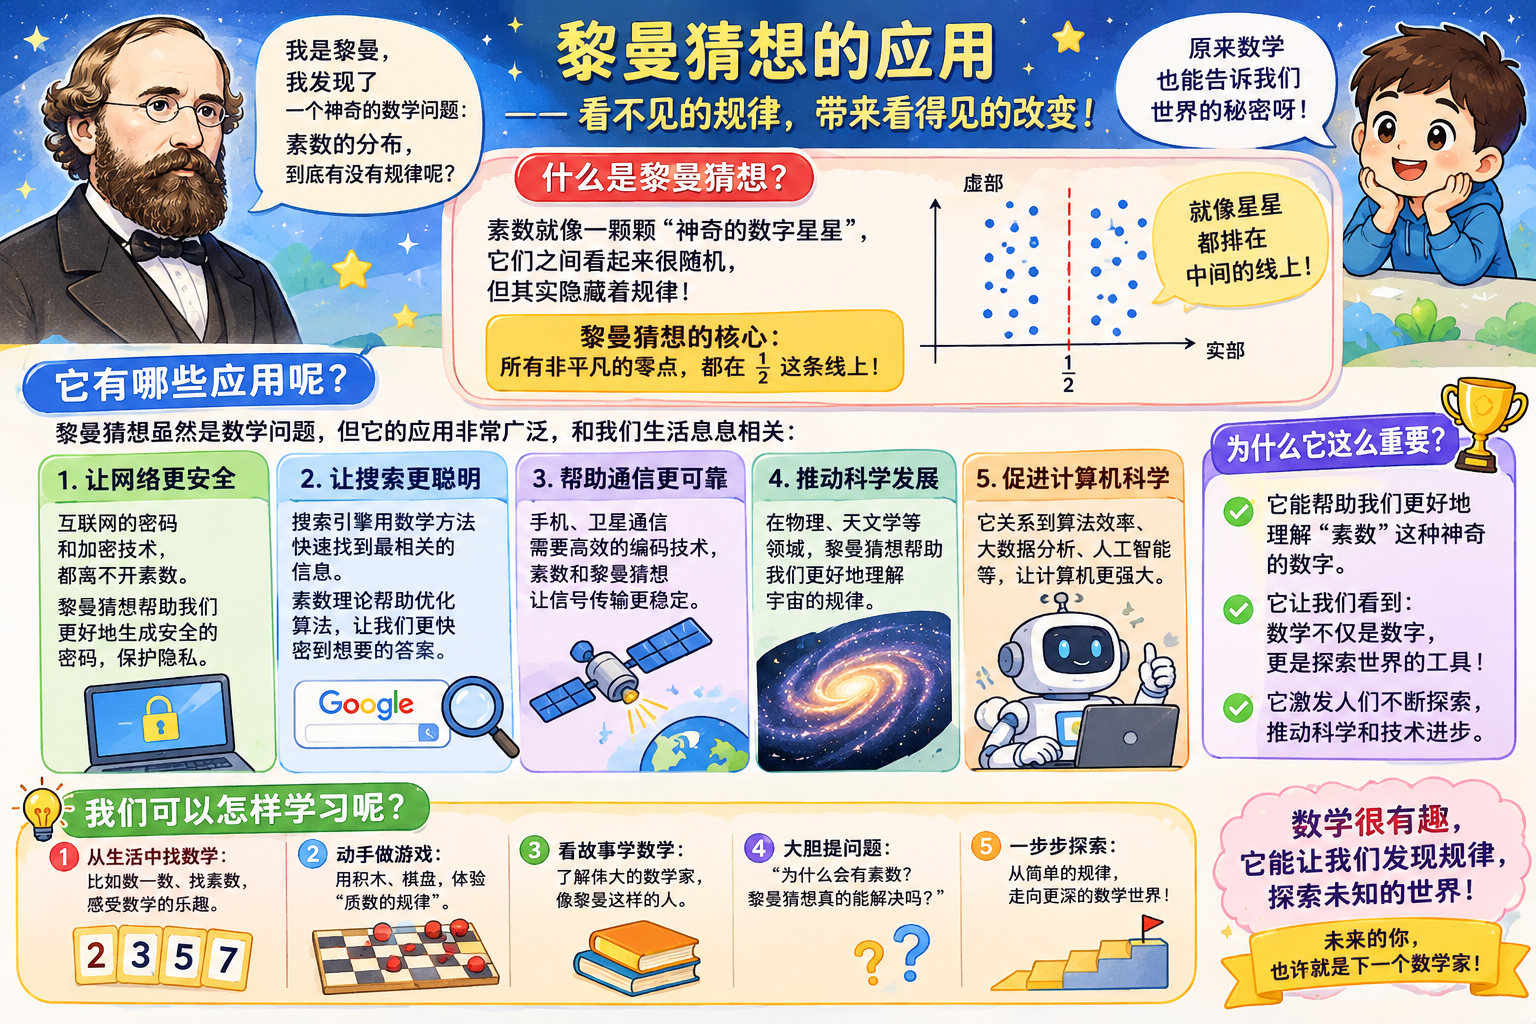 黎曼猜想的应用
—— 看不见的规律，带来看得见的改变！
我是黎曼，
我发现了
一个神奇的数学问题：
素数的分布，
到底有没有规律呢？
原来数学
也能告诉我们
世界的秘密呀！
什么是黎曼猜想？
素数就像一颗颗“神奇的数字星星”，
它们之间看起来很随机，
但其实隐藏着规律！
黎曼猜想的核心：
所有非平凡的零点，都在 1/2 这条线上！
虚部
实部
1/2
就像星星
都排在
中间的线上！
它有哪些应用呢？
黎曼猜想虽然是数学问题，但它的应用非常广泛，和我们生活息息相关：
1. 让网络更安全
互联网的密码
和加密技术，
都离不开素数。
黎曼猜想帮助我们
更好地生成安全的
密码，保护隐私。
2. 让搜索更聪明
搜索引擎用数学方法
快速找到最相关的
信息。
素数理论帮助优化
算法，让我们更快
密到想要的答案。
Google
3. 帮助通信更可靠
手机、卫星通信
需要高效的编码技术，
素数和黎曼猜想
让信号传输更稳定。
4. 推动科学发展
在物理、天文学等
领域，黎曼猜想帮助
我们更好地理解
宇宙的规律。
5. 促进计算机科学
它关系到算法效率、
大数据分析、人工智能
等，让计算机更强大。
为什么它这么重要？
它能帮助我们更好地
理解“素数”这种神奇
的数字。
它让我们看到：
数学不仅是数字，
更是探索世界的工具！
它激发人们不断探索，
推动科学和技术进步。
我们可以怎样学习呢？
1 从生活中找数学：
比如数一数、找素数，
感受数学的乐趣。
2 3 5 7
2 动手做游戏：
用积木、棋盘，体验
“质数的规律”。
3 看故事学数学：
了解伟大的数学家，
像黎曼这样的人。
4 大胆提问题：
“为什么会有素数？
黎曼猜想真的能解决吗？”
? ?
5 一步步探索：
从简单的规律，
走向更深的数学世界！
数学很有趣，
它能让我们发现规律，
探索未知的世界！
未来的你，
也许就是下一个数学家！